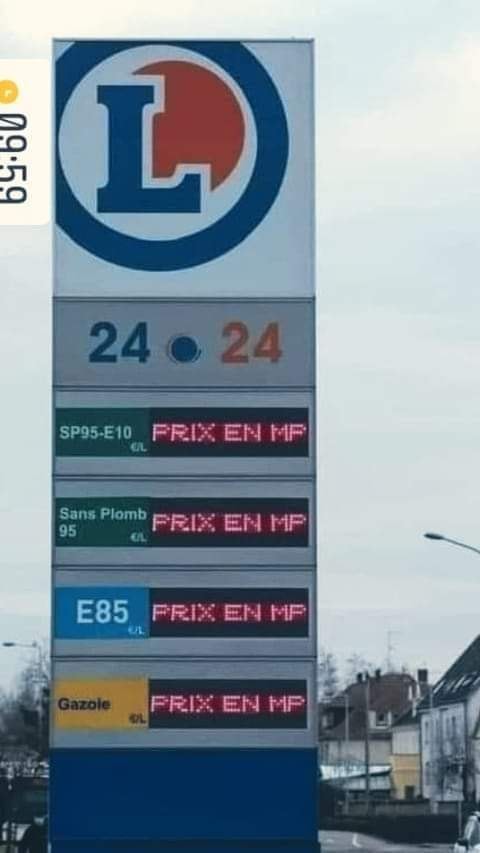 09:59
L
24 24
SP95-E10
€/L
PRIX EN MP
Sans Plomb
95
€/L
PRIX EN MP
E85
€/L
PRIX EN MP
Gazole
€/L
PRIX EN MP